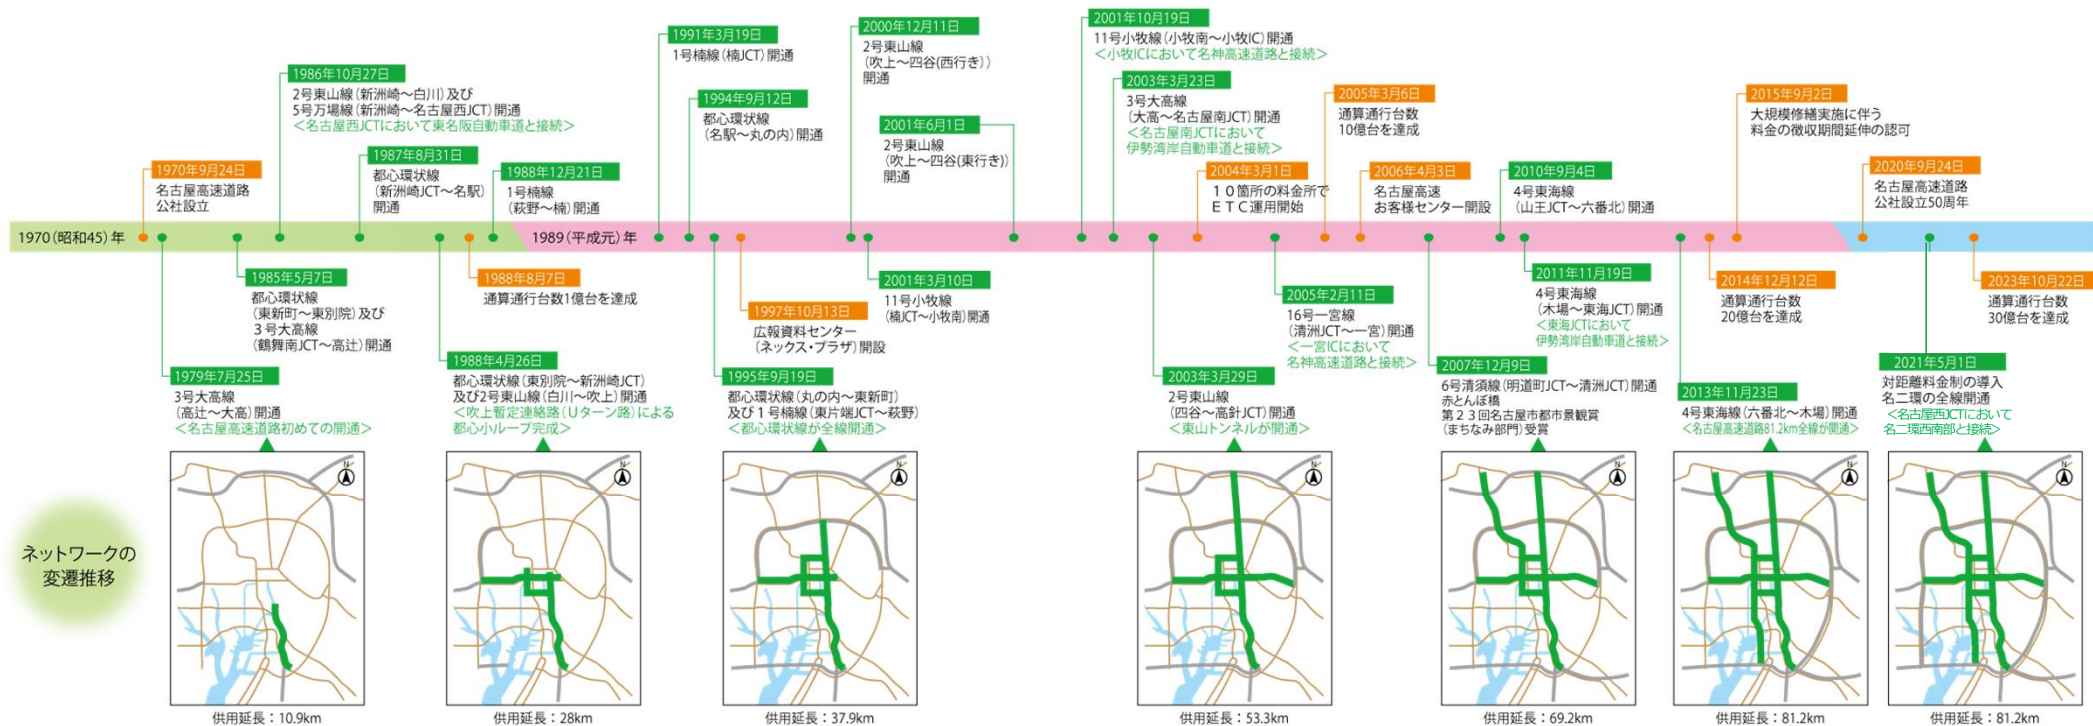 1970年9月24日
名古屋高速道路
公社設立
1986年10月27日
2号東山線(新洲崎～白川)及び
5号万場線(新洲崎～名古屋西JCT)開通
＜名古屋西JCTにおいて東名阪自動車道と接続＞
1987年8月31日
都心環状線
(新洲崎JCT～名駅)
開通
1988年12月21日
1号楠線
(萩野～楠)開通
1991年3月19日
1号楠線(楠JCT)開通
1994年9月12日
都心環状線
(名駅～丸の内)開通
2000年12月11日
2号東山線
(吹上～四谷(西行き))
開通
2001年6月1日
2号東山線
(吹上～四谷(東行き))
開通
2001年10月19日
11号小牧線(小牧南～小牧IC)開通
＜小牧ICにおいて名神高速道路と接続＞
2003年3月23日
3号大高線
(大高～名古屋南JCT)開通
＜名古屋南JCTにおいて
伊勢湾岸自動車道と接続＞
2004年3月1日
１０箇所の料金所で
ＥＴＣ運用開始
2005年3月6日
通算通行台数
10億台を達成
2006年4月3日
名古屋高速
お客様センター開設
2010年9月4日
4号東海線
(山王JCT～六番北)開通
2015年9月2日
大規模修繕実施に伴う
料金の徴収期間延伸の認可
2020年9月24日
名古屋高速道路
公社設立50周年
1970(昭和45)年
1989(平成元)年
1979年7月25日
3号大高線
(高辻～大高)開通
＜名古屋高速道路初めての開通＞
1985年5月7日
都心環状線
(東新町～東別院)及び
３号大高線
(鶴舞南JCT～高辻)開通
1988年4月26日
都心環状線(東別院～新洲崎JCT)
及び2号東山線(白川～吹上)開通
＜吹上暫定連絡路(Uターン路)による
都心小ループ完成＞
1988年8月7日
通算通行台数1億台を達成
1995年9月19日
都心環状線(丸の内～東新町)
及び１号楠線(東片端JCT～萩野)
＜都心環状線が全線開通＞
1997年10月13日
広報資料センター
(ネックス・プラザ)開設
2001年3月10日
11号小牧線
(楠JCT～小牧南)開通
2003年3月29日
2号東山線
(四谷～高針JCT)開通
＜東山トンネルが開通＞
2005年2月11日
16号一宮線
(清洲JCT～一宮)開通
＜一宮ICにおいて
名神高速道路と接続＞
2007年12月9日
6号清須線(明道町JCT～清洲JCT)開通
赤とんぼ橋
第２３回名古屋市都市景観賞
(まちなみ部門)受賞
2011年11月19日
4号東海線
(木場～東海JCT)開通
＜東海JCTにおいて
伊勢湾岸自動車道と接続＞
2013年11月23日
4号東海線(六番北～木場)開通
＜名古屋高速道路81.2km全線が開通＞
2014年12月12日
通算通行台数
20億台を達成
2021年5月1日
対距離料金制の導入
名二環の全線開通
＜名古屋西JCTにおいて
名二環西南部と接続＞
2023年10月22日
通算通行台数
30億台を達成
ネットワークの
変遷推移
N
N
N
N
N
N
N
供用延長：10.9km
供用延長：28km
供用延長：37.9km
供用延長：53.3km
供用延長：69.2km
供用延長：81.2km
供用延長：81.2km